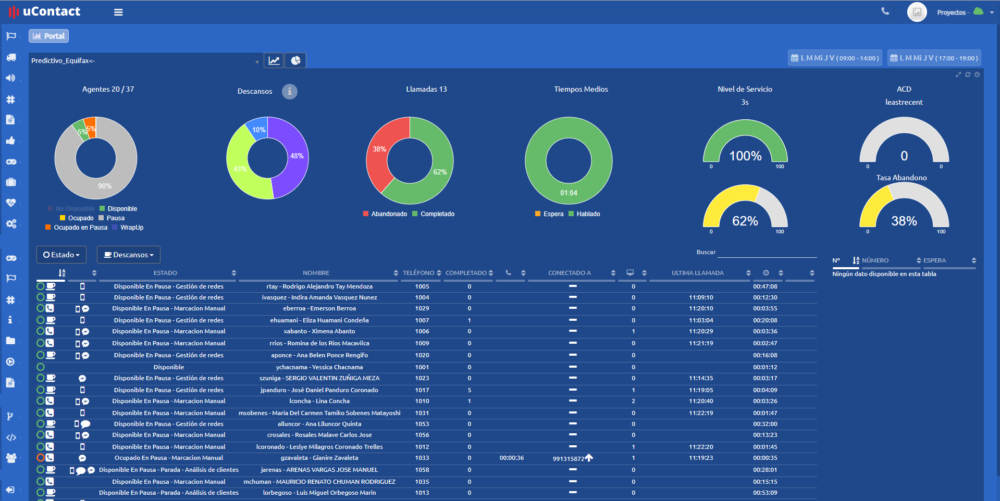 uContact
Proyectos -
Portal
Predictivo_Equifax<-
L M Mi J V ( 09:00 - 14:00 )
L M Mi J V ( 17:00 - 19:00 )
Agentes 20 / 37
Descansos
Llamadas 13
Tiempos Medios
Nivel de Servicio
3s
ACD
leastrecent
5%
5%
90%
10%
48%
43%
38%
62%
01:04
100%
0
100
0
0
0
Tasa Abandono
62%
0
100
38%
0
100
No Disponible
Disponible
Ocupado
Pausa
Ocupado en Pausa
WrapUp
Abandonado
Completado
Espera
Hablado
Estado
Descansos
Buscar
Nº NÚMERO ESPERA
Ningún dato disponible en esta tabla
ESTADO NOMBRE TELÉFONO COMPLETADO CONECTADO A ULTIMA LLAMADA
Disponible En Pausa - Gestión de redes rtay - Rodrigo Alejandro Tay Mendoza 1005 0 0 00:47:08
Disponible En Pausa - Gestión de redes ivasquez - Indira Amanda Vasquez Nunez 1004 0 0 11:09:10 00:12:30
Disponible En Pausa - Marcacion Manual eberroa - Emerson Berroa 1029 0 0 11:20:10 00:03:55
Disponible En Pausa - Gestión de redes ehuamani - Eliza Huamani Condeña 1007 1 0 11:03:04 00:20:08
Disponible En Pausa - Marcacion Manual xabanto - Ximena Abanto 1006 0 1 11:20:29 00:03:36
Disponible En Pausa - Marcacion Manual rrios - Romina de los Rios Macavilca 1009 0 0 11:21:19 00:02:47
Disponible En Pausa - Gestión de redes aponce - Ana Belen Ponce Rengifo 1020 0 0 00:16:08
Disponible ychacnama - Yessica Chacnama 1001 0 0 00:01:12
Disponible En Pausa - Gestión de redes szuniga - SERGIO VALENTIN ZUÑIGA MEZA 1023 0 0 11:14:35 00:03:17
Disponible En Pausa - Gestión de redes jpanduro - José Daniel Panduro Coronado 1017 5 1 11:19:05 00:04:09
Disponible En Pausa - Marcacion Manual lconcha - Lina Concha 1010 1 2 11:20:40 00:03:26
Disponible En Pausa - Marcacion Manual msobenes - Maria Del Carmen Tamiko Sobenes Matayoshi 1031 0 0 11:22:19 00:01:47
Disponible En Pausa - Gestión de redes alluncor - Ana Llluncor Quinta 1053 0 0 00:32:00
Disponible En Pausa - Marcacion Manual crosales - Rosales Malave Carlos Jose 1056 0 0 00:13:23
Disponible En Pausa - Marcacion Manual lcoronado - Leslye Milagros Coronado Trelles 1012 0 1 11:22:20 00:01:45
Ocupado En Pausa - Marcacion Manual gzavaleta - Gianire Zavaleta 1033 0 00:00:36 991315872 1 11:19:23 00:00:35
Disponible En Pausa - Parada - Análisis de clientes jarenas - ARENAS VARGAS JOSE MANUEL 1058 0 0 00:28:01
Disponible En Pausa - Marcacion Manual mchuman - MAURICIO RENATO CHUMAN RODRIGUEZ 1035 0 0 00:15:15
Disponible En Pausa - Parada - Análisis de clientes lorbegoso - Luis Miguel Orbegoso Marin 1013 0 0 00:53:09